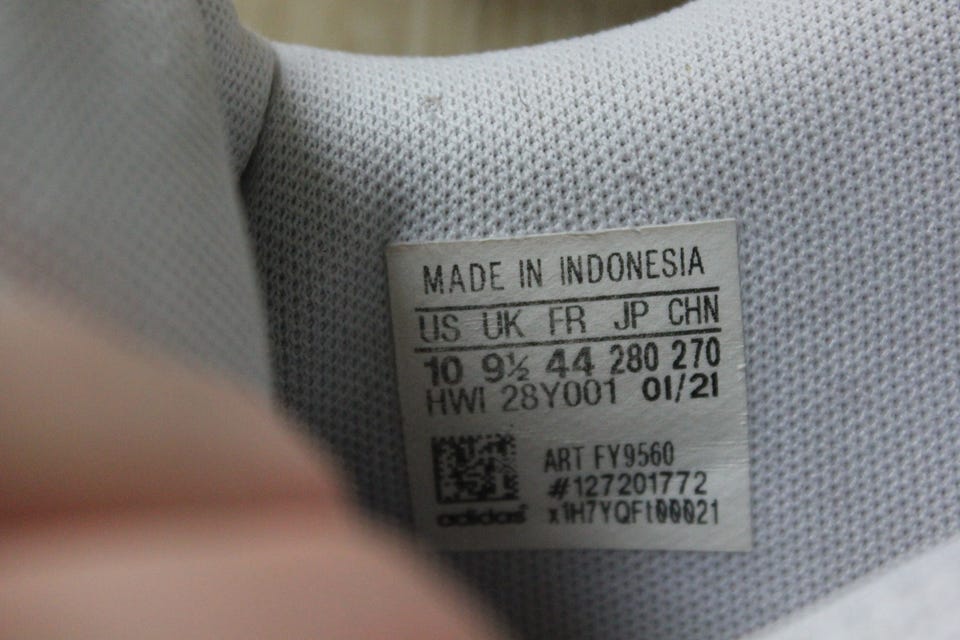 MADE IN INDONESIA
US UK FR JP CHN
10 9½ 44 280 270
HWI 28Y001 01/21
ART FY9560
#127201772
x1H7YQFt00021
adidas